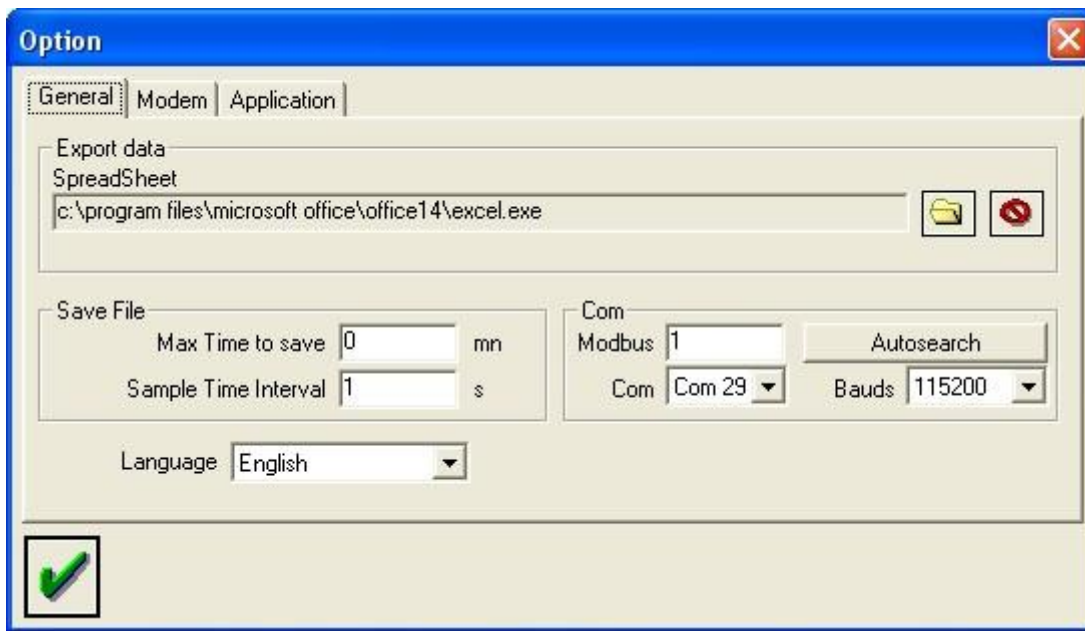 Option
General Modem Application
Export data
SpreadSheet
c:\program files\microsoft office\office14\excel.exe
Save File
Max Time to save 0 mn
Sample Time Interval 1 s
Com
Modbus 1 Autosearch
Com Com 29 Bauds 115200
Language English